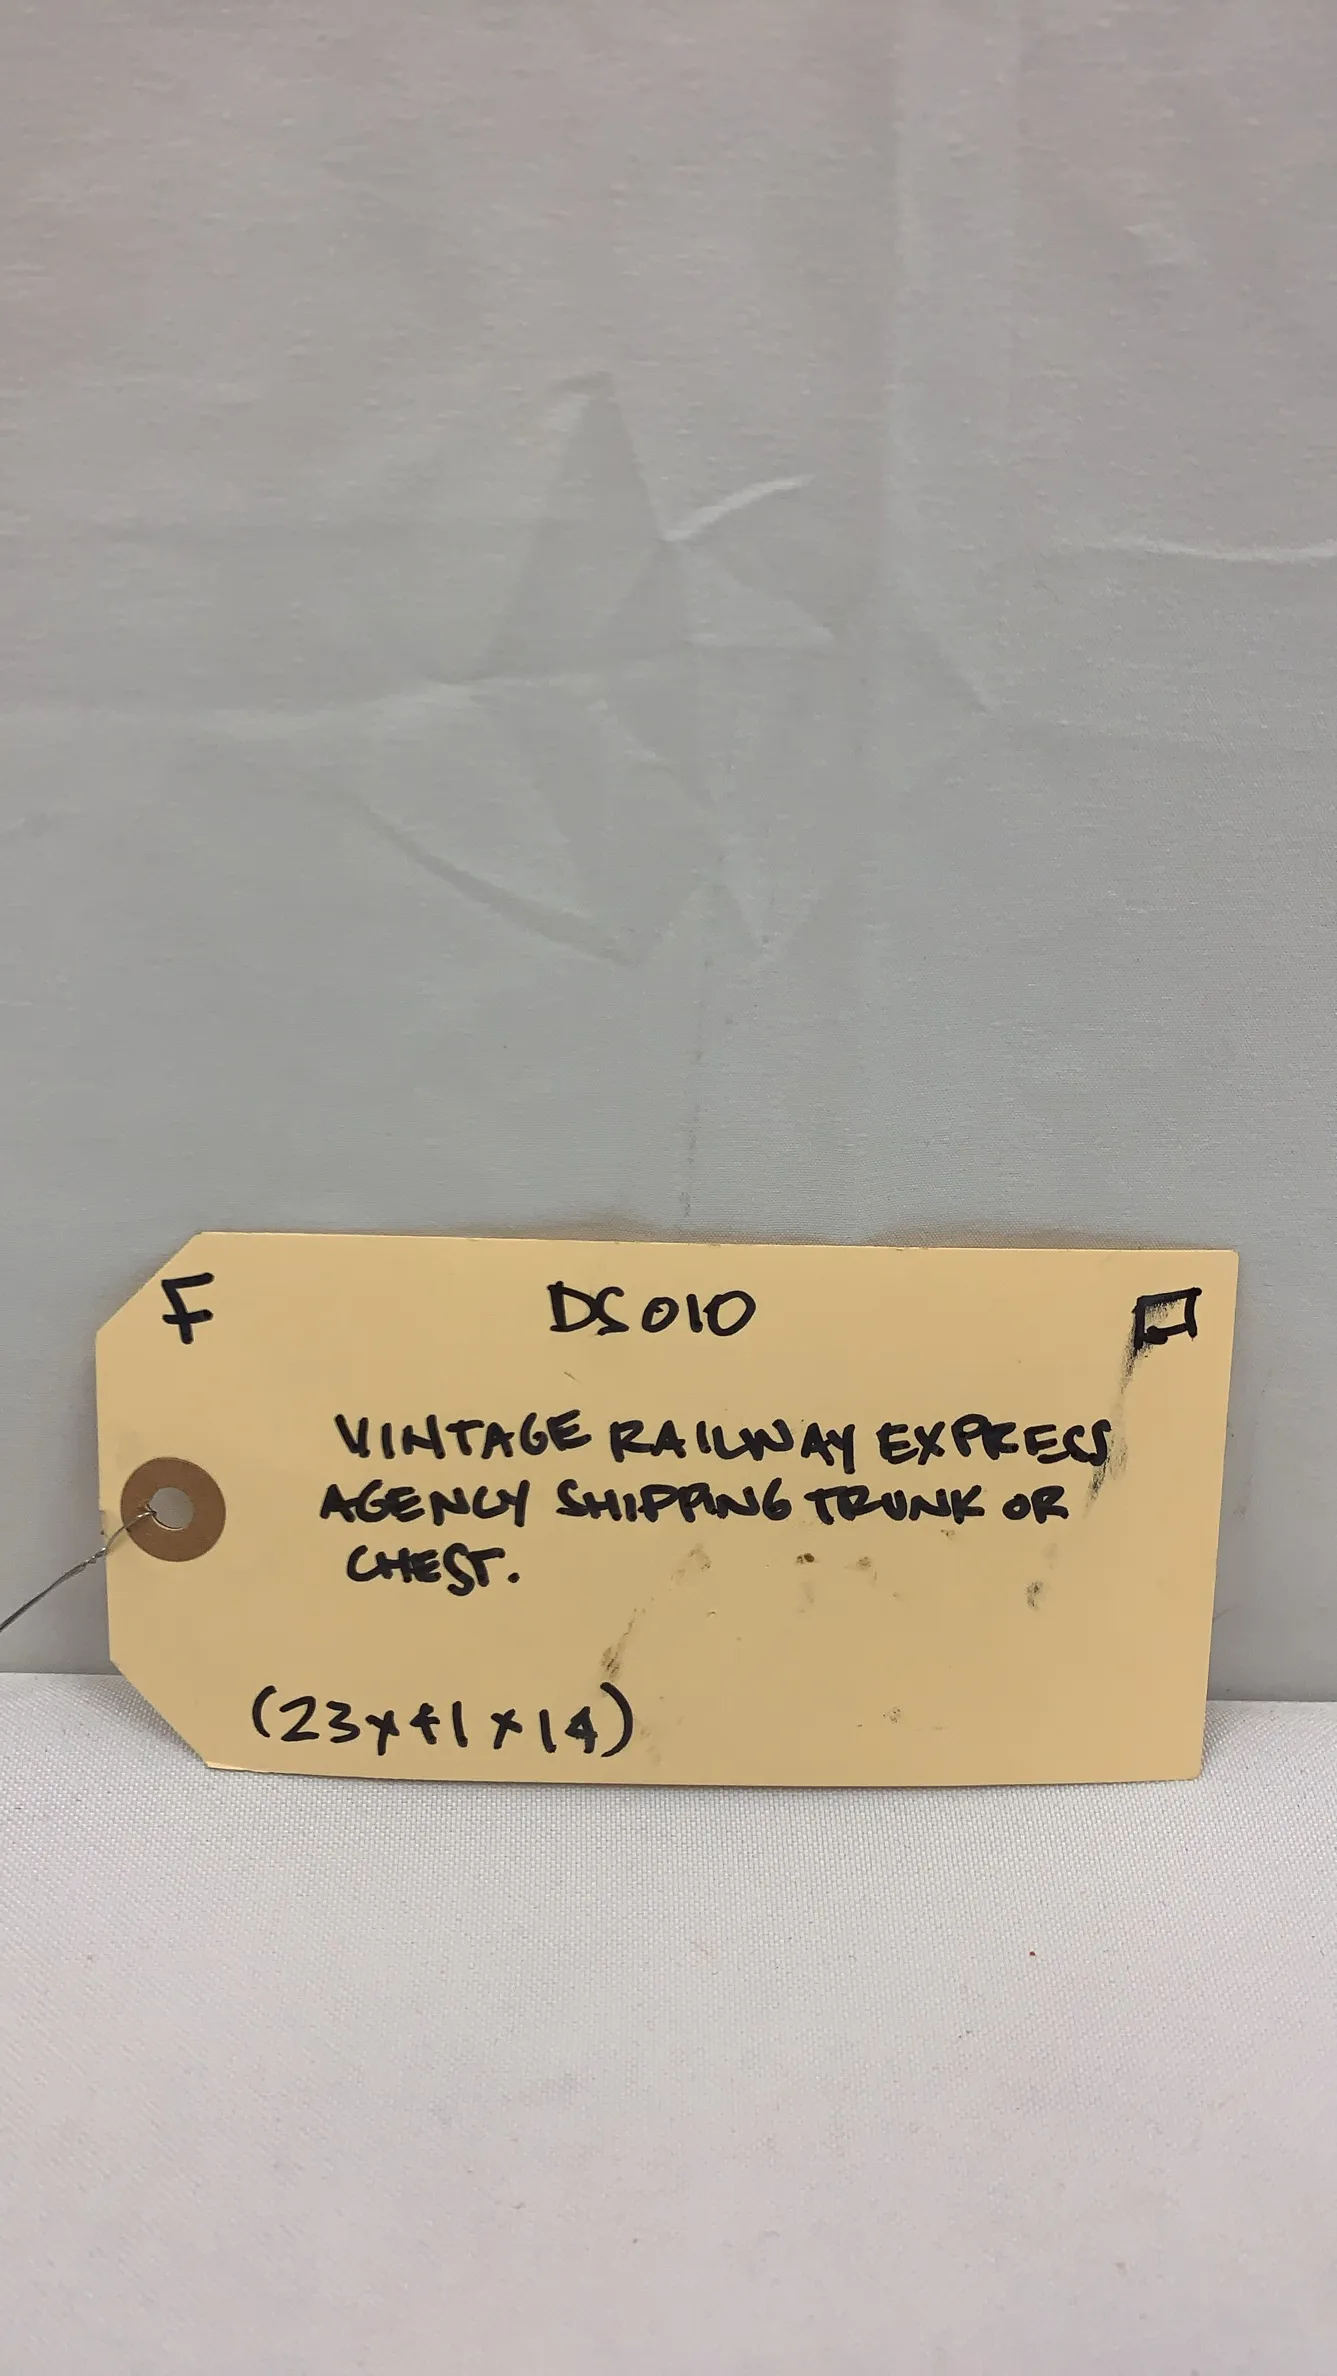 F DS010
VINTAGE RAILWAY EXPRESS
AGENCY SHIPPING TRUNK OR
CHEST.
(23x41x14)